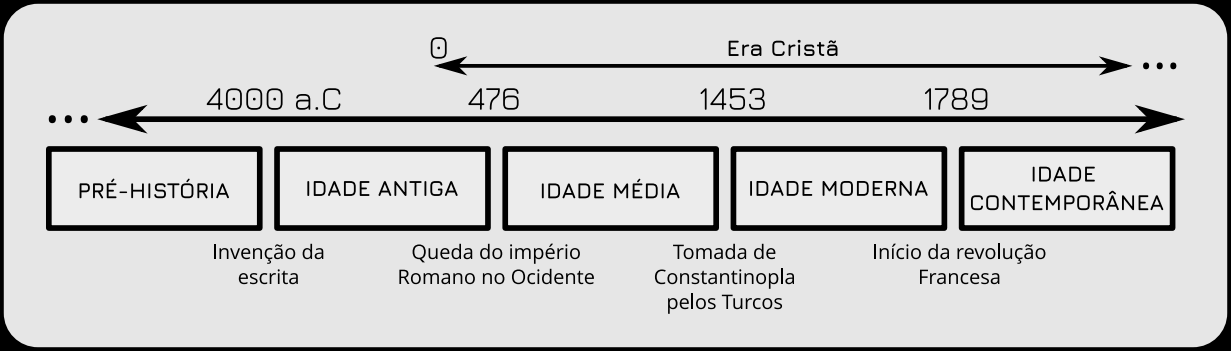 0
Era Cristã
...
4000 a.C
476
1453
1789
...
PRÉ-HISTÓRIA
IDADE ANTIGA
IDADE MÉDIA
IDADE MODERNA
IDADE
CONTEMPORÂNEA
Invenção da
escrita
Queda do império
Romano no Ocidente
Tomada de
Constantinopla
pelos Turcos
Início da revolução
Francesa